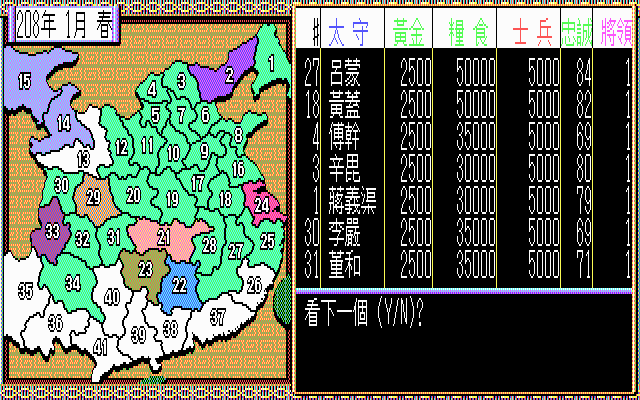 208年 1月 春
太守 黃金 糧食 士兵 忠誠 將領
27 呂蒙 2500 50000 5000 84 1
18 黃蓋 2500 50000 5000 82 1
4 傅幹 2500 35000 5000 69 1
3 辛毘 2500 30000 5000 80 1
1 蔣義渠 2500 30000 5000 79 1
30 李嚴 2500 35000 5000 69 1
31 董和 2500 35000 5000 71 1
看下一個 (Y/N)?
1
2
3
4
15
5 7 6
14
8
12 11 10 9
13
16
30 29 20 19 17 18 24
33 32 31 21 28 27 25
23
34 22 26
35 40
36 37
41 39 38